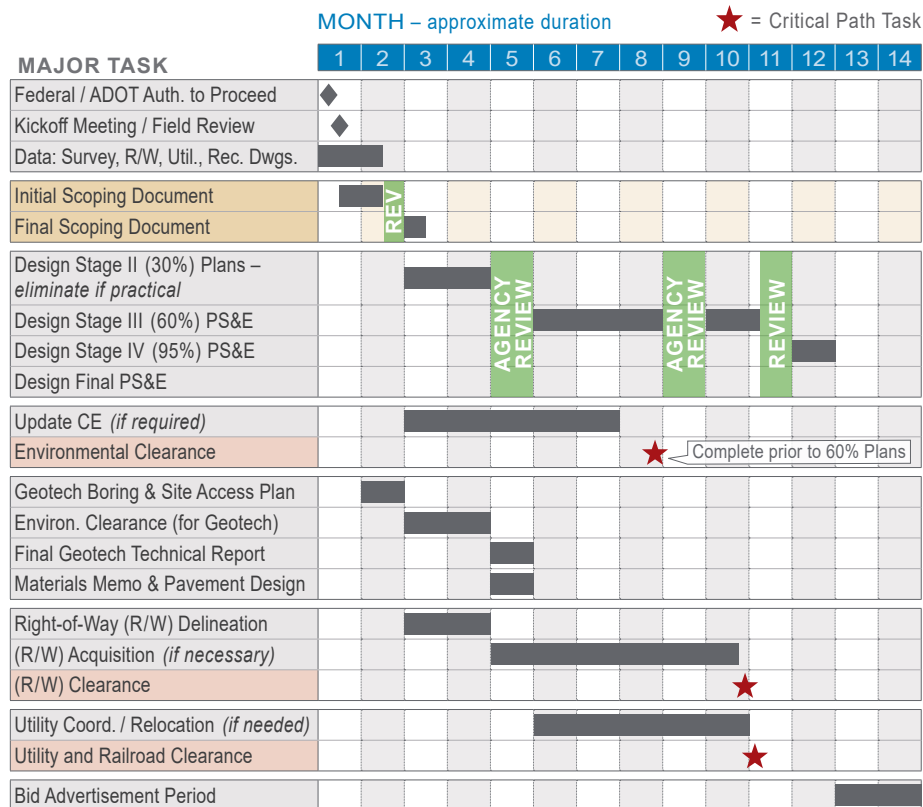 MONTH – approximate duration
★ = Critical Path Task
MAJOR TASK
1 2 3 4 5 6 7 8 9 10 11 12 13 14
Federal / ADOT Auth. to Proceed
Kickoff Meeting / Field Review
Data: Survey, R/W, Util., Rec. Dwgs.
Initial Scoping Document
Final Scoping Document
REV
Design Stage II (30%) Plans –
eliminate if practical
Design Stage III (60%) PS&E
Design Stage IV (95%) PS&E
Design Final PS&E
AGENCY
REVIEW
AGENCY
REVIEW
REVIEW
Update CE (if required)
Environmental Clearance
Complete prior to 60% Plans
Geotech Boring & Site Access Plan
Environ. Clearance (for Geotech)
Final Geotech Technical Report
Materials Memo & Pavement Design
Right-of-Way (R/W) Delineation
(R/W) Acquisition (if necessary)
(R/W) Clearance
Utility Coord. / Relocation (if needed)
Utility and Railroad Clearance
Bid Advertisement Period